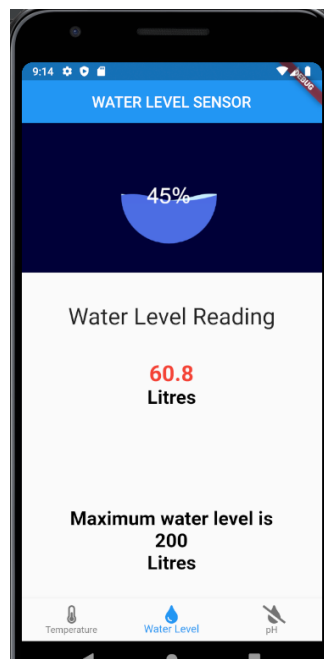 9:14
DEBUG
WATER LEVEL SENSOR
45%
Water Level Reading
60.8
Litres
Maximum water level is
200
Litres
Temperature
Water Level
pH